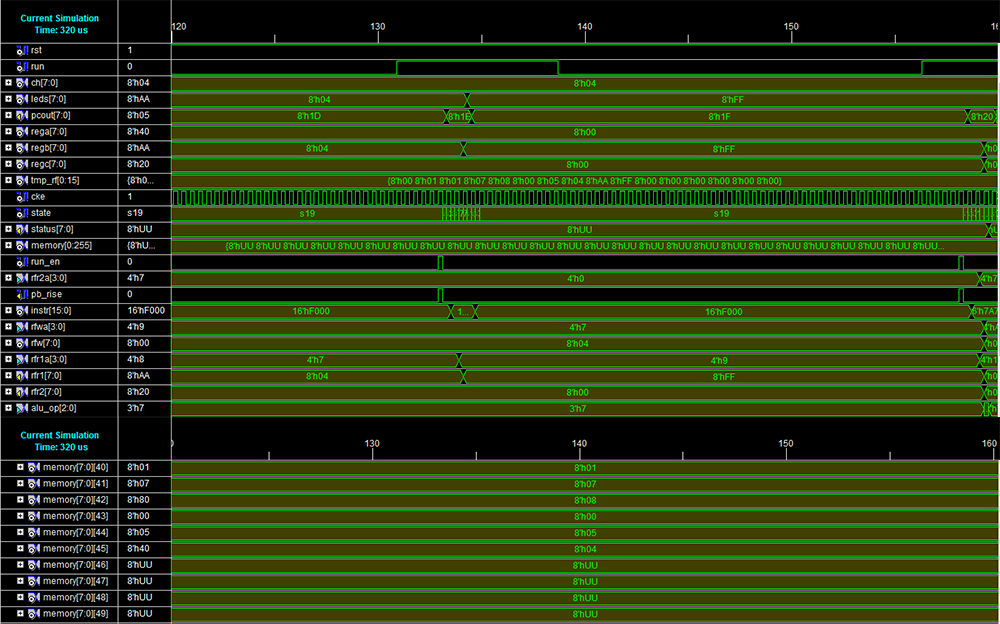 Current Simulation
Time: 320 us
120 130 140 150
rst 1
run 0
ch[7:0] 8'h04 8'h04
leds[7:0] 8'hAA 8'h04 8'hFF
pcout[7:0] 8'h05 8'h1D 8'h1E 8'h1F 8'h20
rega[7:0] 8'h40 8'h00
regb[7:0] 8'hAA 8'h04 8'hFF
regc[7:0] 8'h20 8'h00
tmp_rf[0:15] {8'h0... {8'h00 8'h01 8'h01 8'h07 8'h08 8'h00 8'h05 8'h04 8'hAA 8'hFF 8'h00 8'h00 8'h00 8'h00 8'h00 8'h00}
cke 1
state s19 s19 s19
status[7:0] 8'hUU 8'hUU
memory[0:255] {8'hU... {8'hUU 8'hUU 8'hUU 8'hUU 8'hUU 8'hUU 8'hUU 8'hUU 8'hUU 8'hUU 8'hUU 8'hUU 8'hUU 8'hUU 8'hUU 8'hUU 8'hUU 8'hUU 8'hUU 8'hUU 8'hUU 8'hUU 8'hUU 8'hUU 8'hUU...
run_en 0
rfr2a[3:0] 4'h7 4'h0 4'h7
pb_rise 0
instr[15:0] 16'hF000 16'hF000 1... 16'hF000
rfwa[3:0] 4'h9 4'h7
rfw[7:0] 8'h00 8'h04
rfr1a[3:0] 4'h8 4'h7 4'h9 4'h1
rfr1[7:0] 8'hAA 8'h04 8'hFF
rfr2[7:0] 8'h20 8'h00
alu_op[2:0] 3'h7 3'h7
Current Simulation
Time: 320 us
130 140 150 160
memory[7:0][40] 8'h01 8'h01
memory[7:0][41] 8'h07 8'h07
memory[7:0][42] 8'h80 8'h08
memory[7:0][43] 8'h00 8'h00
memory[7:0][44] 8'h05 8'h05
memory[7:0][45] 8'h40 8'h04
memory[7:0][46] 8'hUU 8'hUU
memory[7:0][47] 8'hUU 8'hUU
memory[7:0][48] 8'hUU 8'hUU
memory[7:0][49] 8'hUU 8'hUU